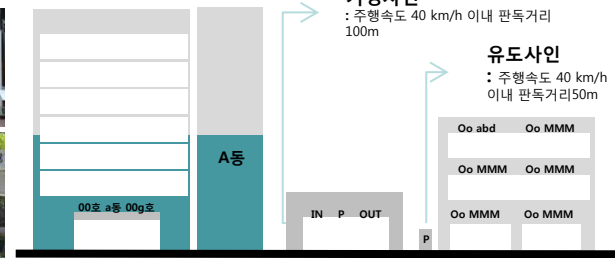 : 주행속도 40 km/h 이내 판독거리
100m
유도사인
: 주행속도 40 km/h
이내 판독거리50m
Oo abd Oo MMM
A동
Oo MMM Oo MMM
00호 a동 00g호
IN P OUT
Oo MMM Oo MMM
P